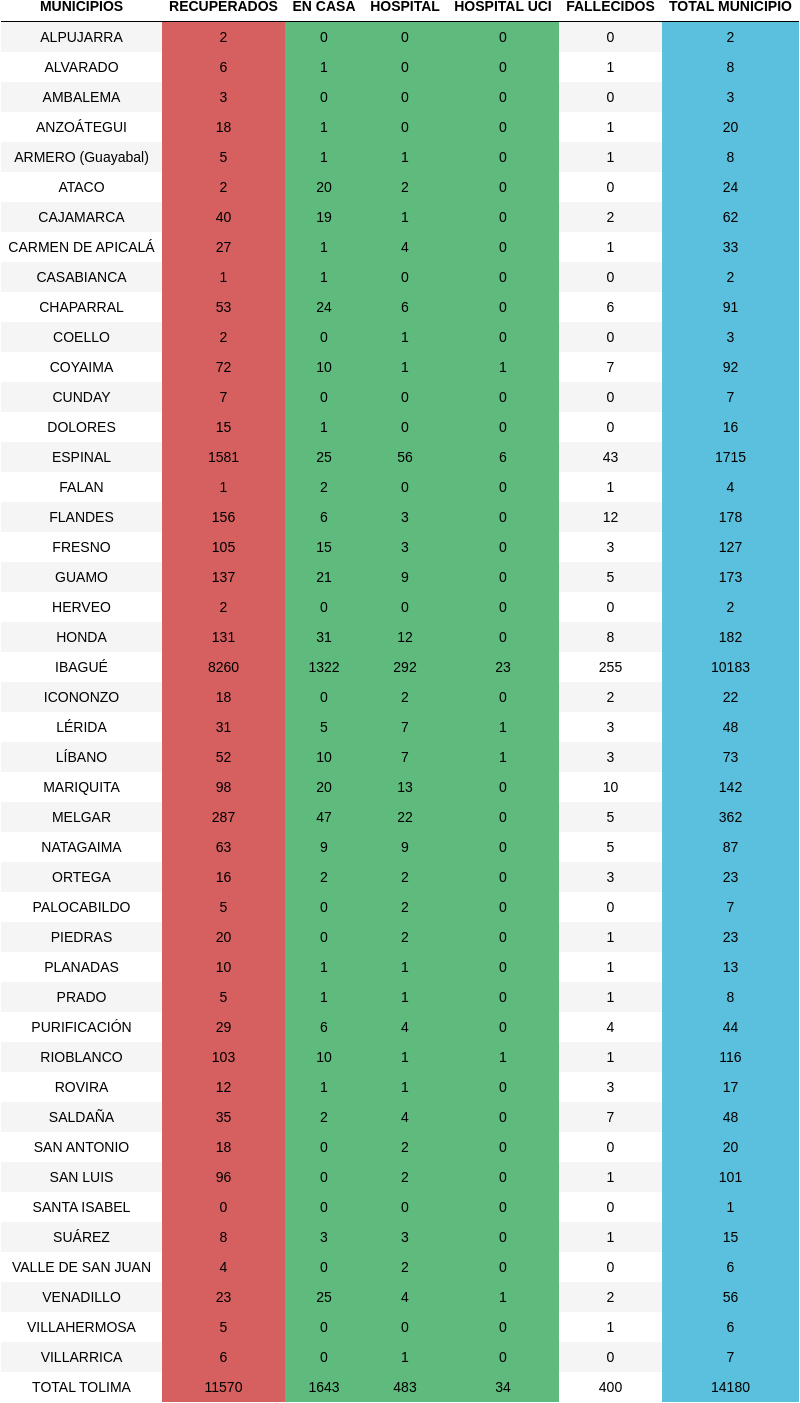 MUNICIPIOS RECUPERADOS EN CASA HOSPITAL HOSPITAL UCI FALLECIDOS TOTAL MUNICIPIO
ALPUJARRA 2 0 0 0 0 2
ALVARADO 6 1 0 0 1 8
AMBALEMA 3 0 0 0 0 3
ANZOÁTEGUI 18 1 0 0 1 20
ARMERO (Guayabal) 5 1 1 0 1 8
ATACO 2 20 2 0 0 24
CAJAMARCA 40 19 1 0 2 62
CARMEN DE APICALÁ 27 1 4 0 1 33
CASABIANCA 1 1 0 0 0 2
CHAPARRAL 53 24 6 0 6 91
COELLO 2 0 1 0 0 3
COYAIMA 72 10 1 1 7 92
CUNDAY 7 0 0 0 0 7
DOLORES 15 1 0 0 0 16
ESPINAL 1581 25 56 6 43 1715
FALAN 1 2 0 0 1 4
FLANDES 156 6 3 0 12 178
FRESNO 105 15 3 0 3 127
GUAMO 137 21 9 0 5 173
HERVEO 2 0 0 0 0 2
HONDA 131 31 12 0 8 182
IBAGUÉ 8260 1322 292 23 255 10183
ICONONZO 18 0 2 0 2 22
LÉRIDA 31 5 7 1 3 48
LÍBANO 52 10 7 1 3 73
MARIQUITA 98 20 13 0 10 142
MELGAR 287 47 22 0 5 362
NATAGAIMA 63 9 9 0 5 87
ORTEGA 16 2 2 0 3 23
PALOCABILDO 5 0 2 0 0 7
PIEDRAS 20 0 2 0 1 23
PLANADAS 10 1 1 0 1 13
PRADO 5 1 1 0 1 8
PURIFICACIÓN 29 6 4 0 4 44
RIOBLANCO 103 10 1 1 1 116
ROVIRA 12 1 1 0 3 17
SALDAÑA 35 2 4 0 7 48
SAN ANTONIO 18 0 2 0 0 20
SAN LUIS 96 0 2 0 1 101
SANTA ISABEL 0 0 0 0 0 1
SUÁREZ 8 3 3 0 1 15
VALLE DE SAN JUAN 4 0 2 0 0 6
VENADILLO 23 25 4 1 2 56
VILLAHERMOSA 5 0 0 0 1 6
VILLARRICA 6 0 1 0 0 7
TOTAL TOLIMA 11570 1643 483 34 400 14180